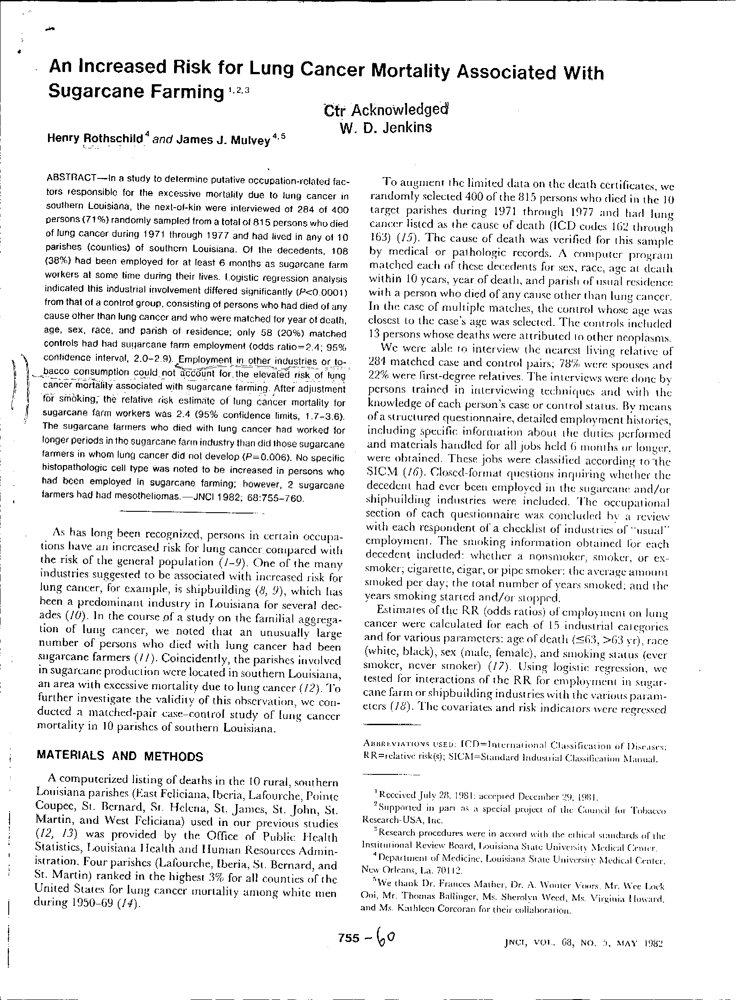 An Increased Risk for Lung Cancer Mortality Associated With
Sugarcane Farming 1,2,3
Ctr Acknowledged
W. D. Jenkins
Henry Rothschild 4 and James J. Mulvey 4,5
ABSTRACT—In a study to determine putative occupation-related fac-
tors responsible for the excessive mortality due to lung cancer in
southern Louisiana, the next-of-kin were interviewed of 284 of 400
persons (71%) randomly sampled from a total of 815 persons who died
of lung cancer during 1971 through 1977 and had lived in any of 10
parishes (counties) of southern Louisiana. Of the decedents, 108
(38%) had been employed for at least 6 months as sugarcane farm
workers at some time during their lives. Logistic regression analysis
indicated this industrial involvement differed significantly (P<0.0001)
from that of a control group, consisting of persons who had died of any
cause other than lung cancer and who were matched for year of death,
age, sex, race, and parish of residence; only 58 (20%) matched
controls had had sugarcane farm employment (odds ratio=2.4; 95%
confidence interval, 2.0-2.9). Employment in other industries or to-
bacco consumption could not account for the elevated risk of lung
cancer mortality associated with sugarcane farming. After adjustment
for smoking, the relative risk estimate of lung cancer mortality for
sugarcane farm workers was 2.4 (95% confidence limits, 1.7-3.6).
The sugarcane farmers who died with lung cancer had worked for
longer periods in the sugarcane farm industry than did those sugarcane
farmers in whom lung cancer did not develop (P=0.006). No specific
histopathologic cell type was noted to be increased in persons who
had been employed in sugarcane farming; however, 2 sugarcane
farmers had had mesotheliomas.—JNCI 1982; 68:755-760.
As has long been recognized, persons in certain occupa-
tions have an increased risk for lung cancer compared with
the risk of the general population (1-9). One of the many
industries suggested to be associated with increased risk for
lung cancer, for example, is shipbuilding (8, 9), which has
been a predominant industry in Louisiana for several dec-
ades (10). In the course of a study on the familial aggrega-
tion of lung cancer, we noted that an unusually large
number of persons who died with lung cancer had been
sugarcane farmers (11). Coincidently, the parishes involved
in sugarcane production were located in southern Louisiana,
an area with excessive mortality due to lung cancer (12). To
further investigate the validity of this observation, we con-
ducted a matched-pair case-control study of lung cancer
mortality in 10 parishes of southern Louisiana.
MATERIALS AND METHODS
A computerized listing of deaths in the 10 rural, southern
Louisiana parishes (East Feliciana, Iberia, Lafourche, Pointe
Coupee, St. Bernard, St. Helena, St. James, St. John, St.
Martin, and West Feliciana) used in our previous studies
(12, 13) was provided by the Office of Public Health
Statistics, Louisiana Health and Human Resources Admin-
istration. Four parishes (Lafourche, Iberia, St. Bernard, and
St. Martin) ranked in the highest 3% for all counties of the
United States for lung cancer mortality among white men
during 1950-69 (14).
To augment the limited data on the death certificates, we
randomly selected 400 of the 815 persons who died in the 10
target parishes during 1971 through 1977 and had lung
cancer listed as the cause of death (ICD codes 162 through
163) (15). The cause of death was verified for this sample
by medical or pathologic records. A computer program
matched each of these decedents for sex, race, age at death
within 10 years, year of death, and parish of usual residence
with a person who died of any cause other than lung cancer.
In the case of multiple matches, the control whose age was
closest to the case's age was selected. The controls included
13 persons whose deaths were attributed to other neoplasms.
We were able to interview the nearest living relative of
284 matched case and control pairs; 78% were spouses and
22% were first-degree relatives. The interviews were done by
persons trained in interviewing techniques and with the
knowledge of each person's case or control status. By means
of a structured questionnaire, detailed employment histories,
including specific information about the duties performed
and materials handled for all jobs held 6 months or longer,
were obtained. These jobs were classified according to the
SICM (16). Closed-format questions inquiring whether the
decedent had ever been employed in the sugarcane and/or
shipbuilding industries were included. The occupational
section of each questionnaire was concluded by a review
with each respondent of a checklist of industries of "usual"
employment. The smoking information obtained for each
decedent included: whether a nonsmoker, smoker, or ex-
smoker; cigarette, cigar, or pipe smoker; the average amount
smoked per day; the total number of years smoked; and the
years smoking started and/or stopped.
Estimates of the RR (odds ratios) of employment on lung
cancer were calculated for each of 15 industrial categories
and for various parameters: age of death (≤63, >63 yr), race
(white, black), sex (male, female), and smoking status (ever
smoker, never smoker) (17). Using logistic regression, we
tested for interactions of the RR for employment in sugar-
cane farm or shipbuilding industries with the various param-
eters (18). The covariates and risk indicators were regressed
ABBREVIATIONS USED: ICD=International Classification of Diseases;
RR=relative risk(s); SICM=Standard Industrial Classification Manual.
1 Received July 28, 1981; accepted December 29, 1981.
2 Supported in part as a special project of the Council for Tobacco
Research-USA, Inc.
3 Research procedures were in accord with the ethical standards of the
Institutional Review Board, Louisiana State University Medical Center.
4 Department of Medicine, Louisiana State University Medical Center,
New Orleans, La. 70112.
5 We thank Dr. Frances Mather, Dr. A. Wouter Voors, Mr. Wee Lock
Ooi, Mr. Thomas Ballinger, Ms. Sherolyn Weed, Ms. Virginia Howard,
and Ms. Kathleen Corcoran for their collaboration.
755 - 60
JNCI, VOL. 68, NO. 5, MAY 1982